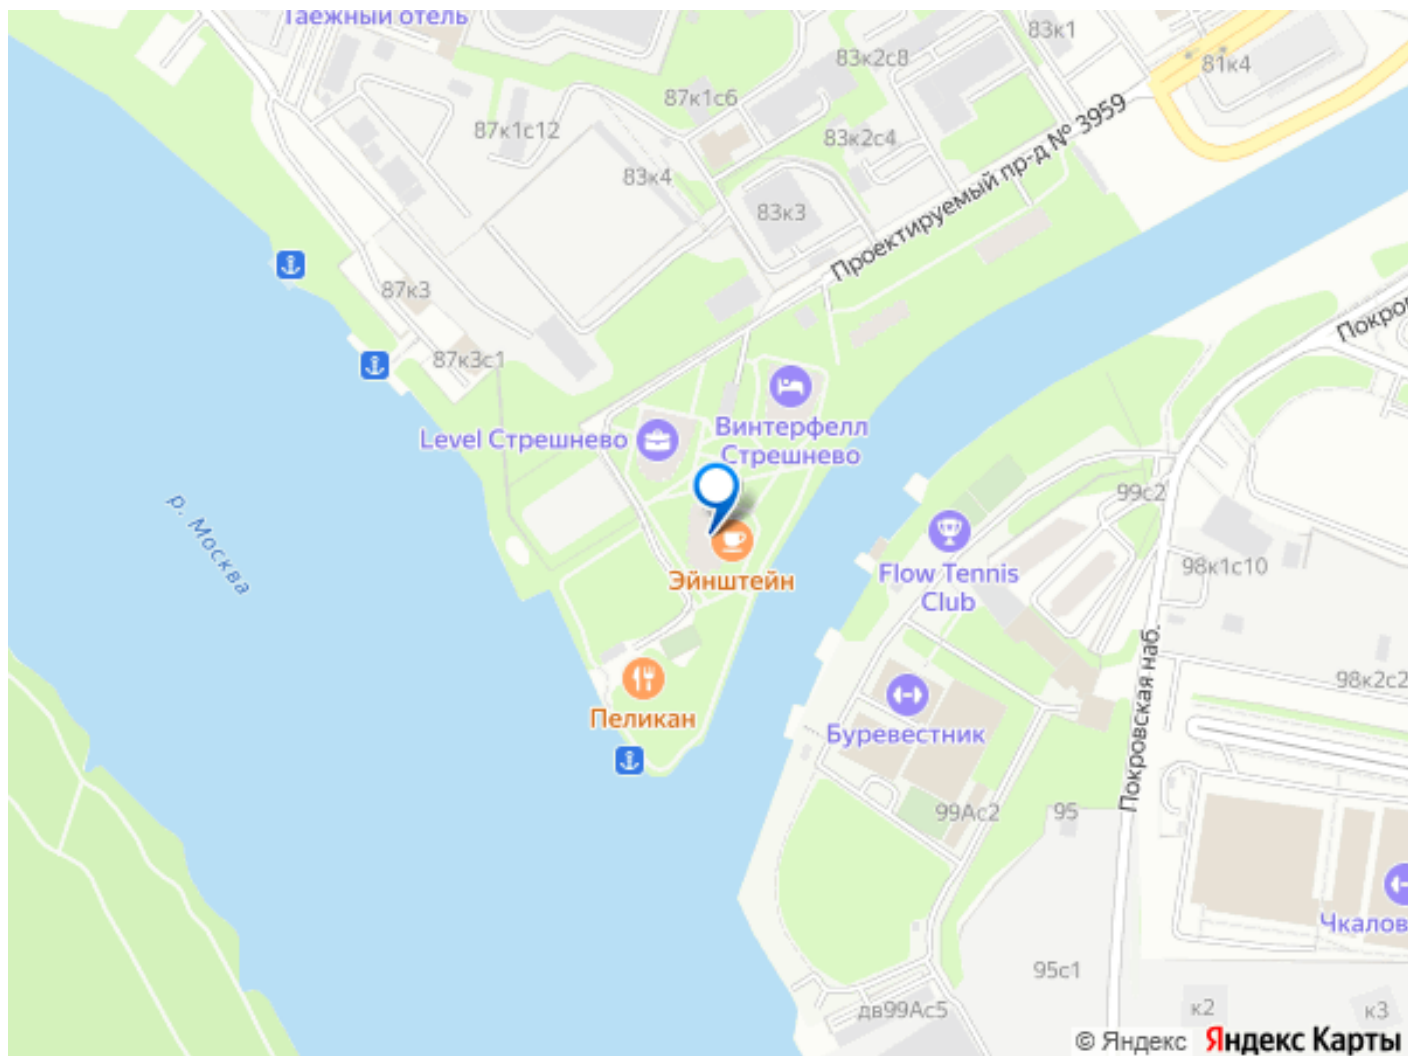 Таежный отель
83к1
83к2с8
81к4
87к1с6
87к1с12
83к2с4
Проектируемый пр-д № 3959
83к4
83к3
87к3
87к3с1
Покров
Level Стрешнево
Винтерфелл
Стрешнево
р. Москва
99с2
98к1с10
Flow Tennis
Club
Эйнштейн
Покровская наб.
98к2с2
Пеликан
Буревестник
99Ас2
95
Чкалов
95с1
дв99Ас5
к2
к3
© Яндекс Яндекс Карты